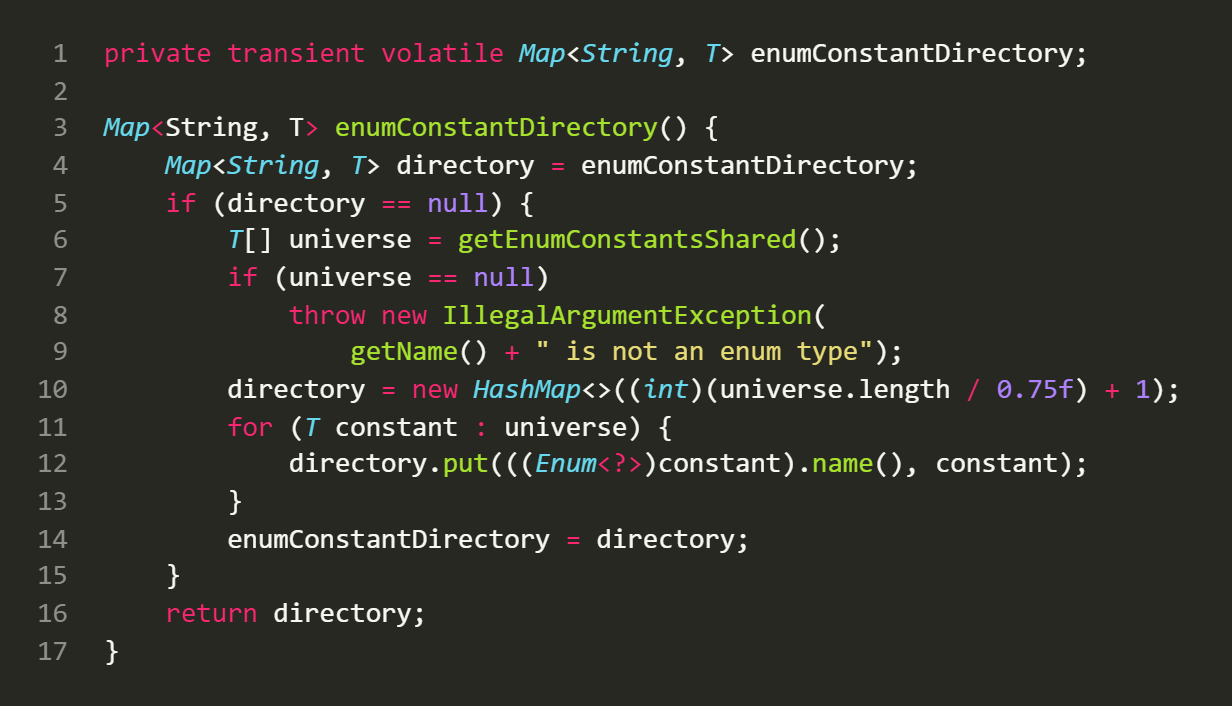 1 private transient volatile Map<String, T> enumConstantDirectory;
2
3 Map<String, T> enumConstantDirectory() {
4     Map<String, T> directory = enumConstantDirectory;
5     if (directory == null) {
6         T[] universe = getEnumConstantsShared();
7         if (universe == null)
8             throw new IllegalArgumentException(
9                 getName() + " is not an enum type");
10         directory = new HashMap<>((int)(universe.length / 0.75f) + 1);
11         for (T constant : universe) {
12             directory.put(((Enum<?>)constant).name(), constant);
13         }
14         enumConstantDirectory = directory;
15     }
16     return directory;
17 }